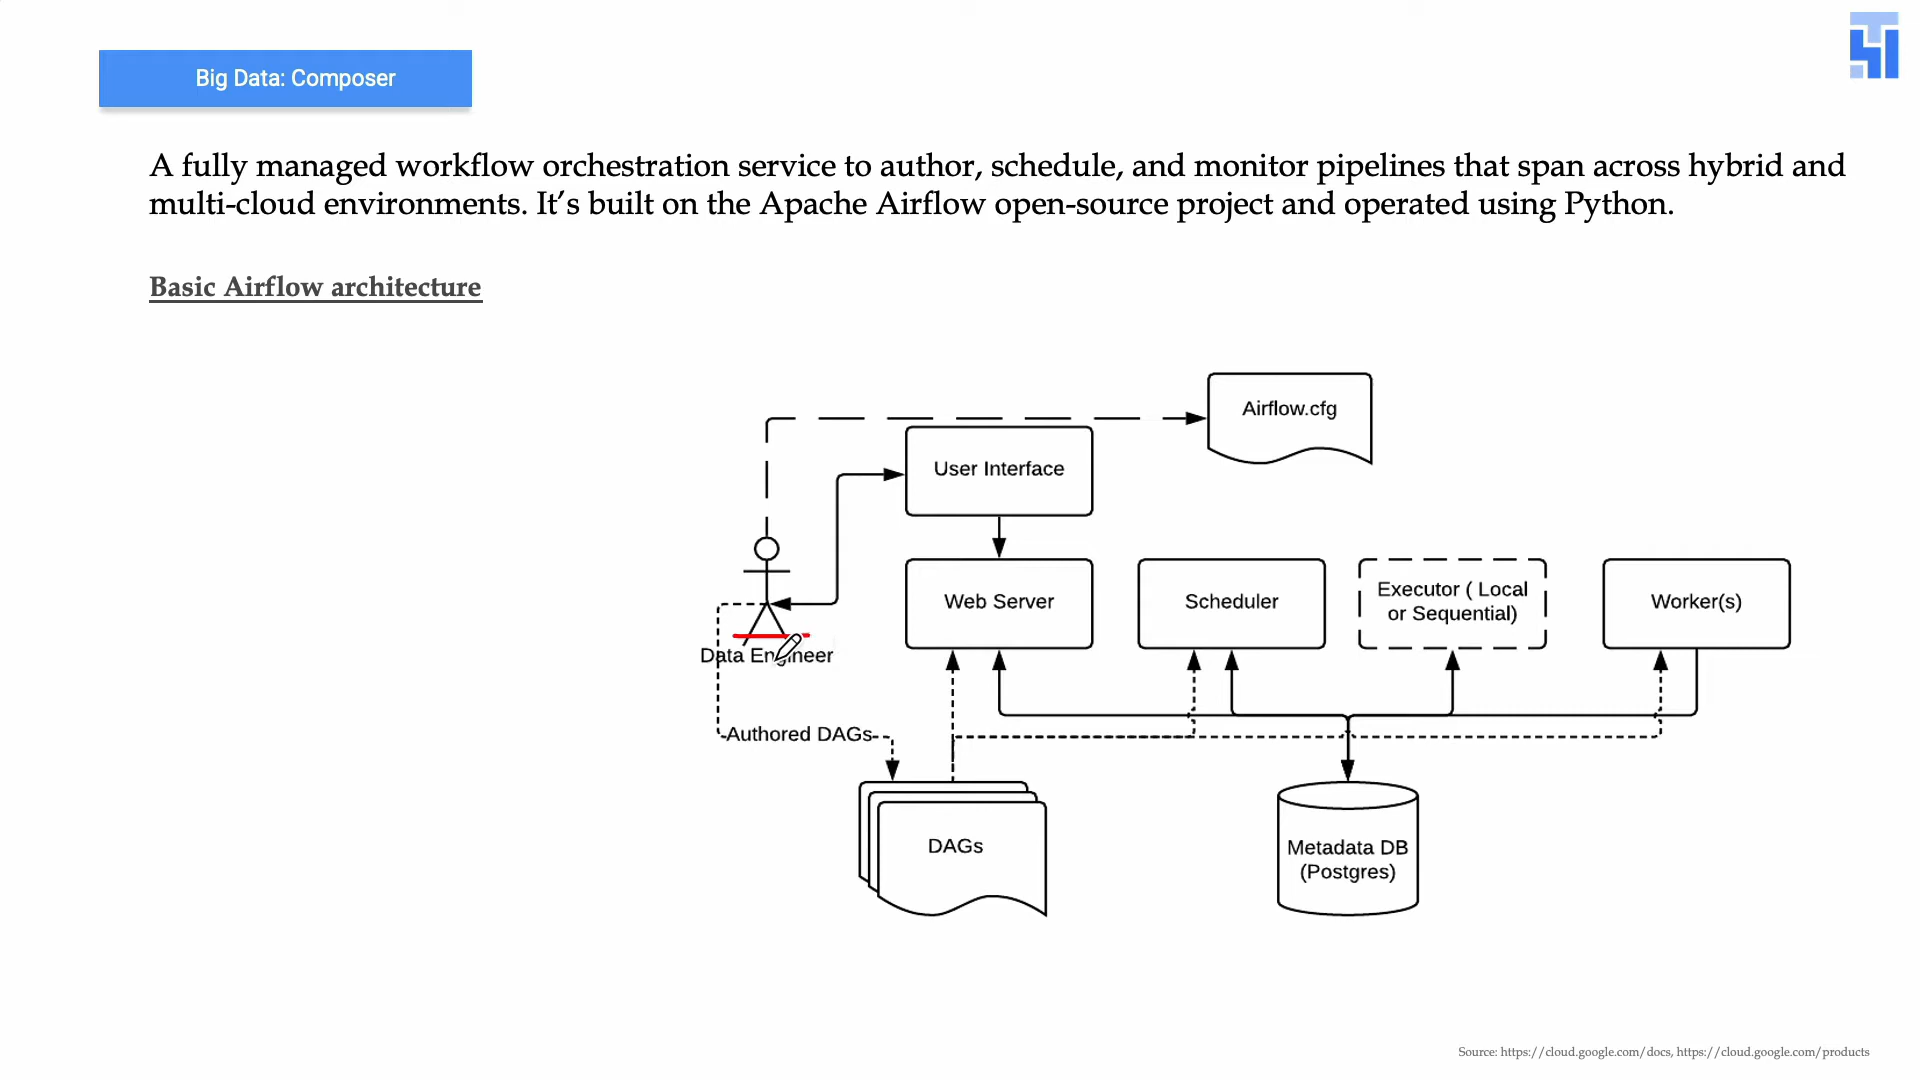 Big Data: Composer
A fully managed workflow orchestration service to author, schedule, and monitor pipelines that span across hybrid and
multi-cloud environments. It’s built on the Apache Airflow open-source project and operated using Python.
Basic Airflow architecture
Airflow.cfg
User Interface
Web Server
Scheduler
Executor ( Local
or Sequential)
Worker(s)
Data Engineer
Authored DAGs
DAGs
Metadata DB
(Postgres)
Source: https://cloud.google.com/docs, https://cloud.google.com/products